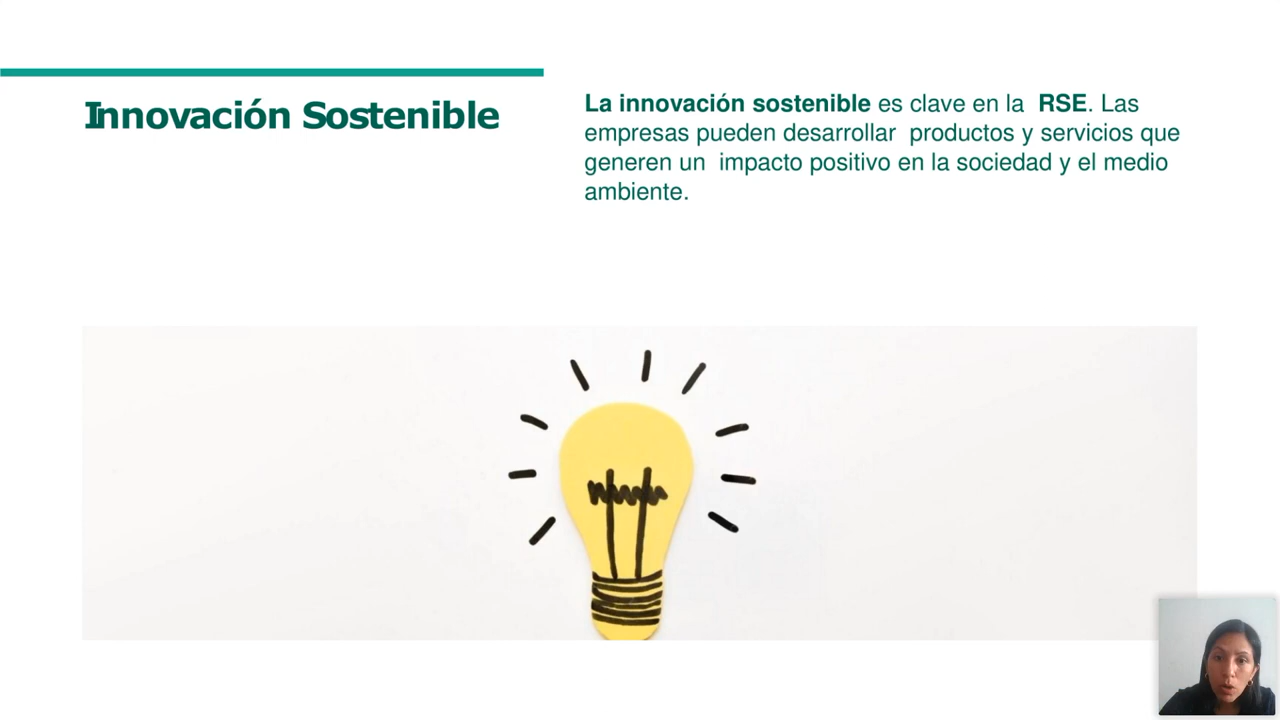 Innovación Sostenible
La innovación sostenible es clave en la RSE. Las
empresas pueden desarrollar productos y servicios que
generen un impacto positivo en la sociedad y el medio
ambiente.